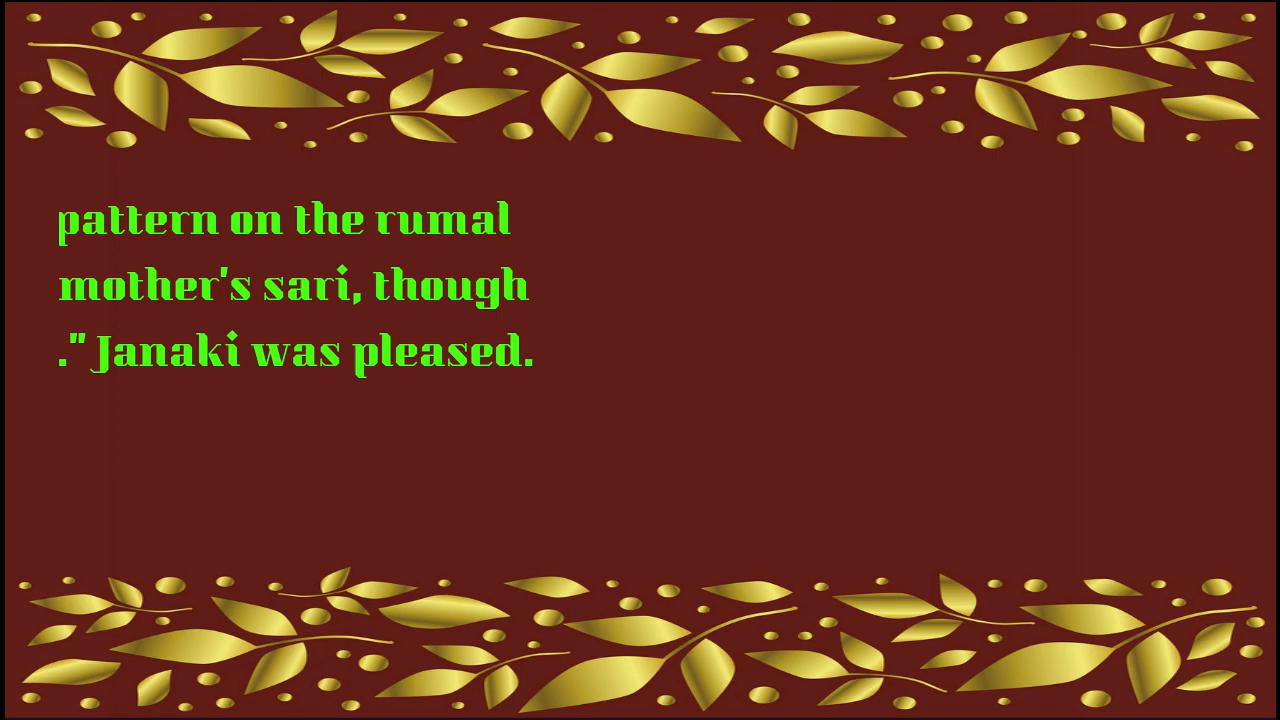 pattern on the rumal
mother's sari, though
." Janaki was pleased.